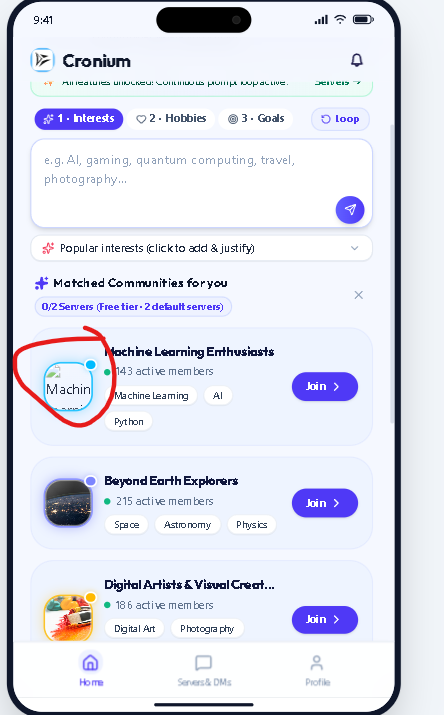 9:41
Cronium
All features unlocked! Continuous prompt loop active. Servers →
1 · Interests
2 · Hobbies
3 · Goals
Loop
e.g. AI, gaming, quantum computing, travel,
photography...
Popular interests (click to add & justify)
Matched Communities for you
0/2 Servers (Free tier · 2 default servers)
Machin
Machine Learning Enthusiasts
143 active members
Machine Learning
AI
Python
Join
Beyond Earth Explorers
215 active members
Space
Astronomy
Physics
Join
Digital Artists & Visual Creat...
186 active members
Digital Art
Photography
Join
Home
Servers & DMs
Profile